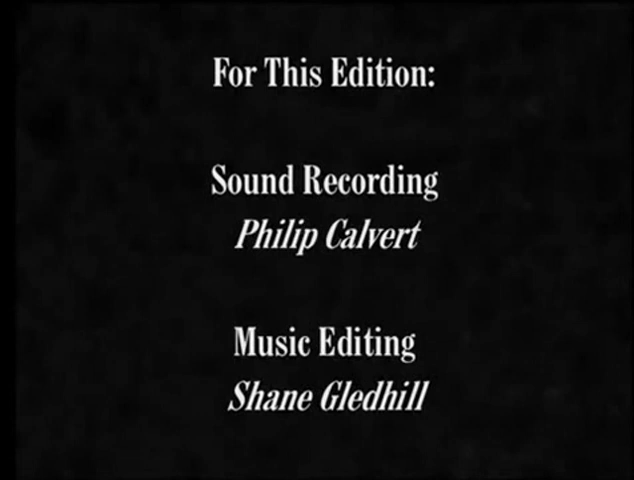 For This Edition:
Sound Recording
Philip Calvert
Music Editing
Shane Gledhill